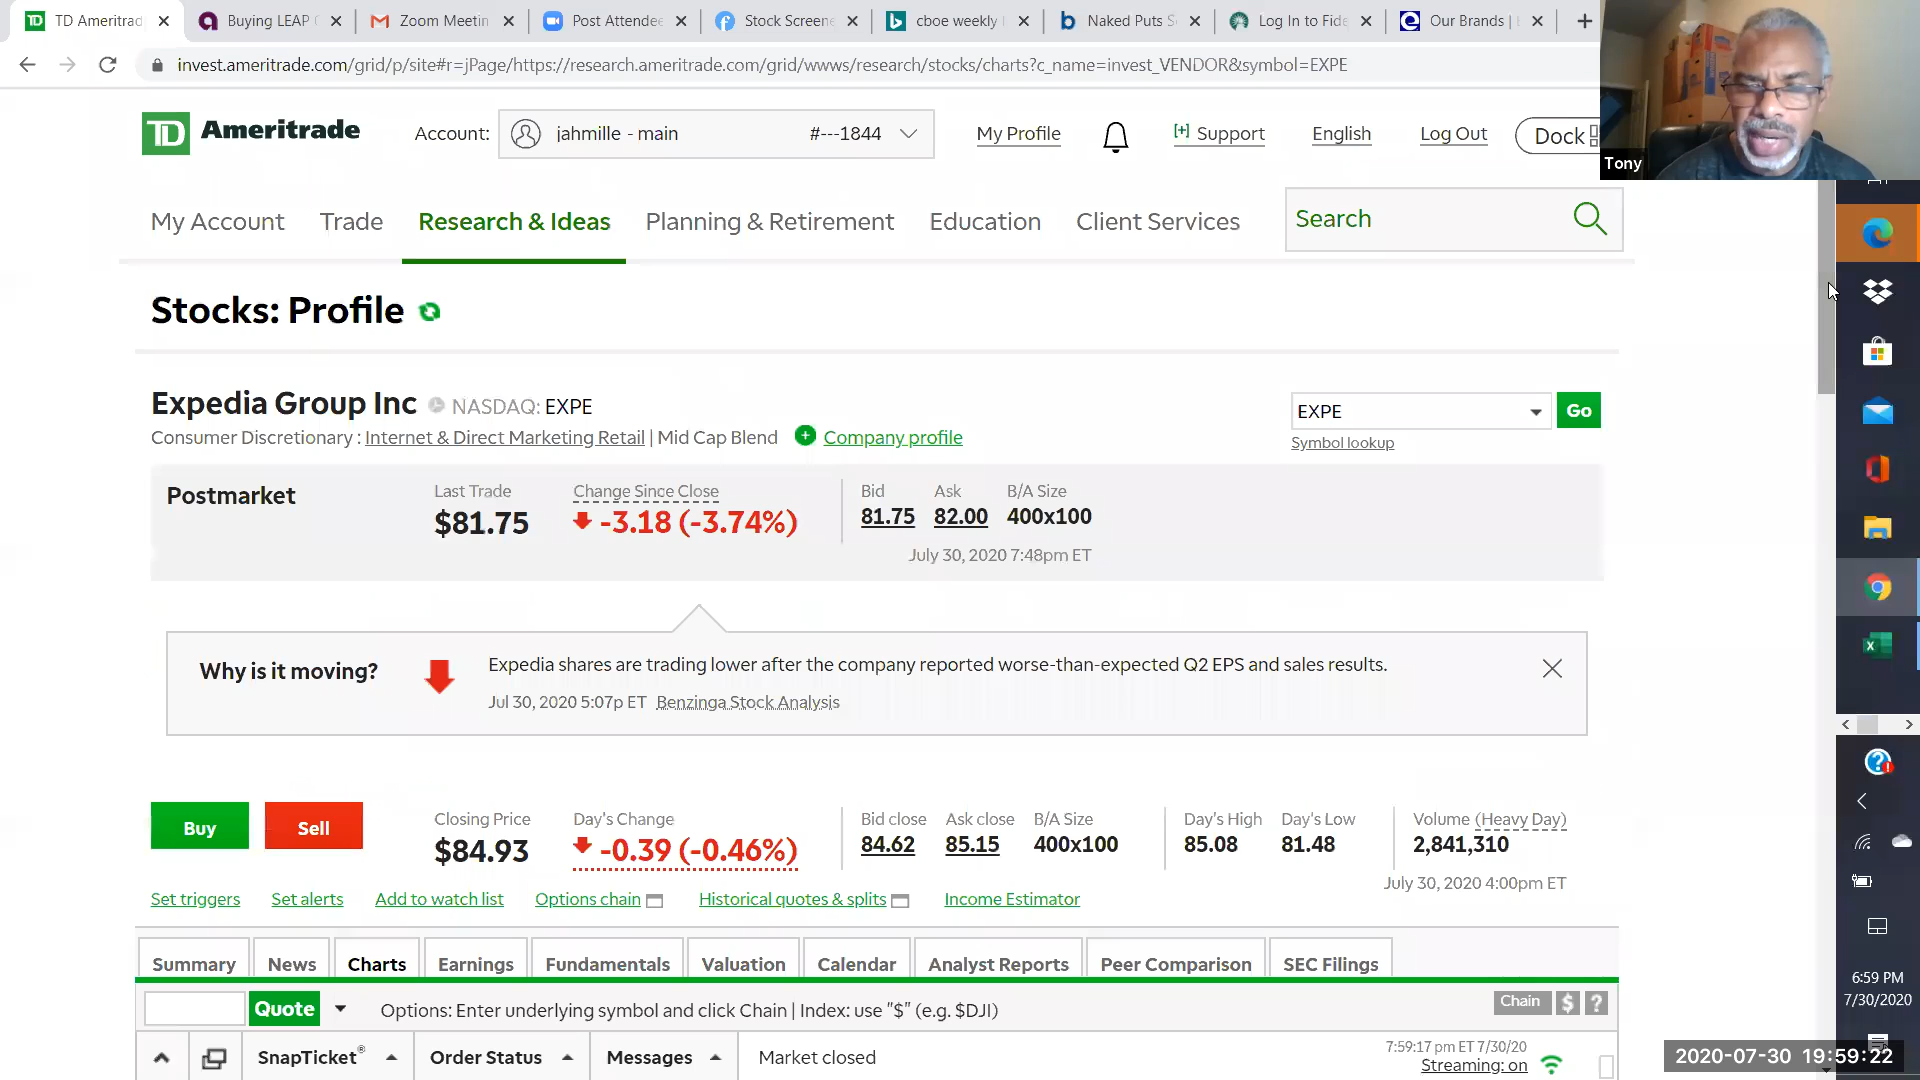 TD Ameritrad
Buying LEAP
Zoom Meetin
Post Attende
Stock Screene
cboe weekly
Naked Puts S
Log In to Fide
Our Brands |
invest.ameritrade.com/grid/p/site#r=jPage/https://research.ameritrade.com/grid/wwws/research/stocks/charts?c_name=invest_VENDOR&symbol=EXPE
TD Ameritrade
Account: jahmille - main #---1844
My Profile
[+] Support
English
Log Out
Dock
Tony
My Account Trade Research & Ideas Planning & Retirement Education Client Services
Search
Stocks: Profile
Expedia Group Inc NASDAQ: EXPE
EXPE
Go
Consumer Discretionary : Internet & Direct Marketing Retail | Mid Cap Blend Company profile
Symbol lookup
Postmarket
Last Trade Change Since Close Bid Ask B/A Size
$81.75 -3.18 (-3.74%) 81.75 82.00 400x100
July 30, 2020 7:48pm ET
Why is it moving?
Expedia shares are trading lower after the company reported worse-than-expected Q2 EPS and sales results.
Jul 30, 2020 5:07p ET Benzinga Stock Analysis
Buy Sell
Closing Price Day's Change Bid close Ask close B/A Size Day's High Day's Low Volume (Heavy Day)
$84.93 -0.39 (-0.46%) 84.62 85.15 400x100 85.08 81.48 2,841,310
July 30, 2020 4:00pm ET
Set triggers Set alerts Add to watch list Options chain Historical quotes & splits Income Estimator
Summary News Charts Earnings Fundamentals Valuation Calendar Analyst Reports Peer Comparison SEC Filings
Quote
Options: Enter underlying symbol and click Chain | Index: use "$" (e.g. $DJI)
Chain $ ?
SnapTicket® Order Status Messages Market closed
7:59:17 pm ET 7/30/20
Streaming: on
6:59 PM
7/30/2020
2020-07-30 19:59:22